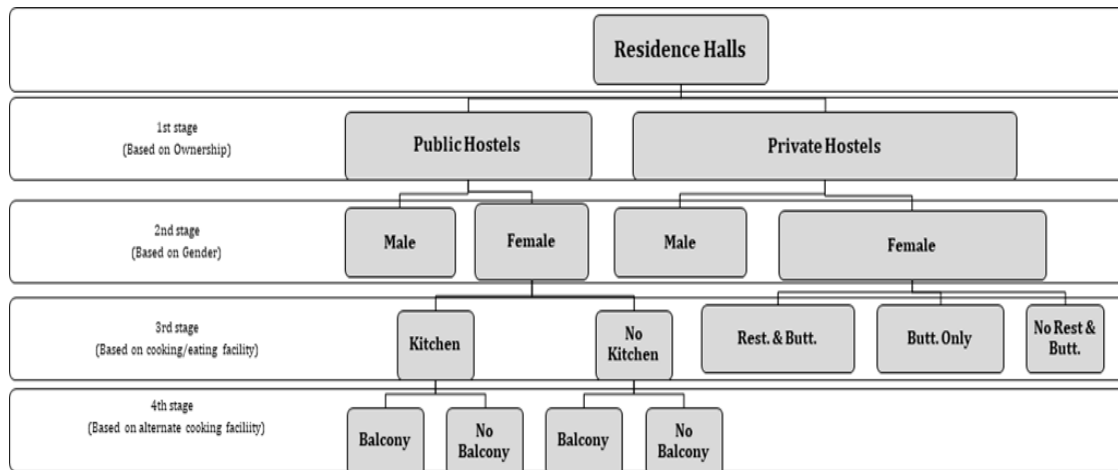 Residence Halls
1st stage
(Based on Ownership)
Public Hostels
Private Hostels
2nd stage
(Based on Gender)
Male
Female
Male
Female
3rd stage
(Based on cooking/eating facility)
Kitchen
No
Kitchen
Rest. & Butt.
Butt. Only
No Rest &
Butt.
4th stage
(Based on alternate cooking faciliity)
Balcony
No
Balcony
Balcony
No
Balcony